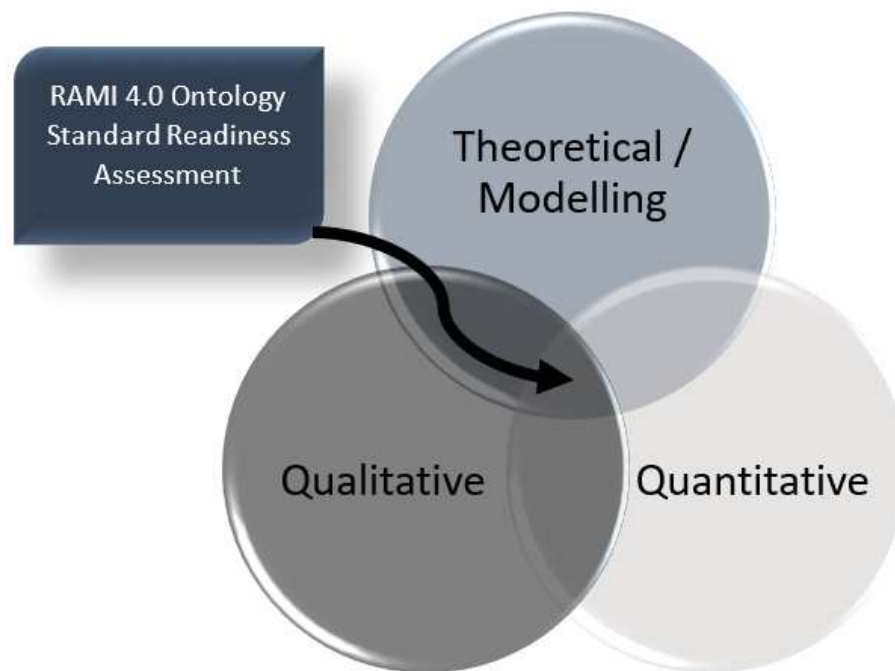 RAMI 4.0 Ontology
Standard Readiness
Assessment
Theoretical /
Modelling
Qualitative
Quantitative